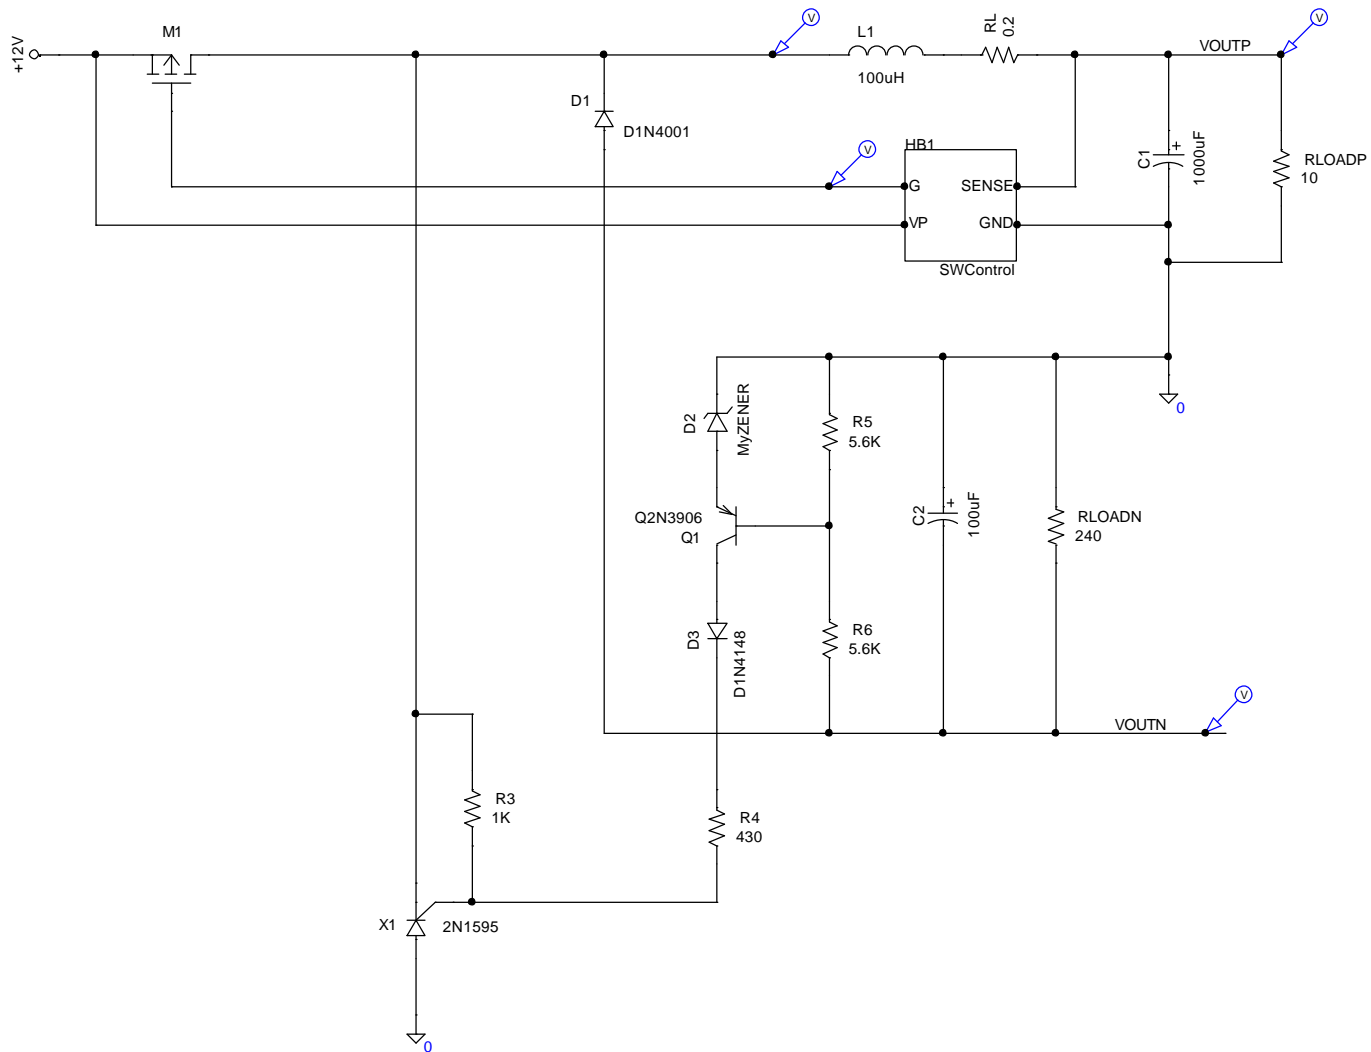 M1
+12V
V
L1
100uH
RL
0.2
VOUTP
V
D1
D1N4001
V
HB1
G
SENSE
VP
GND
SWControl
C1
+
1000uF
RLOADP
10
0
D2
MyZENER
R5
5.6K
Q2N3906
Q1
C2
+
100uF
RLOADN
240
D3
D1N4148
R6
5.6K
VOUTN
V
R3
1K
R4
430
X1
2N1595
0